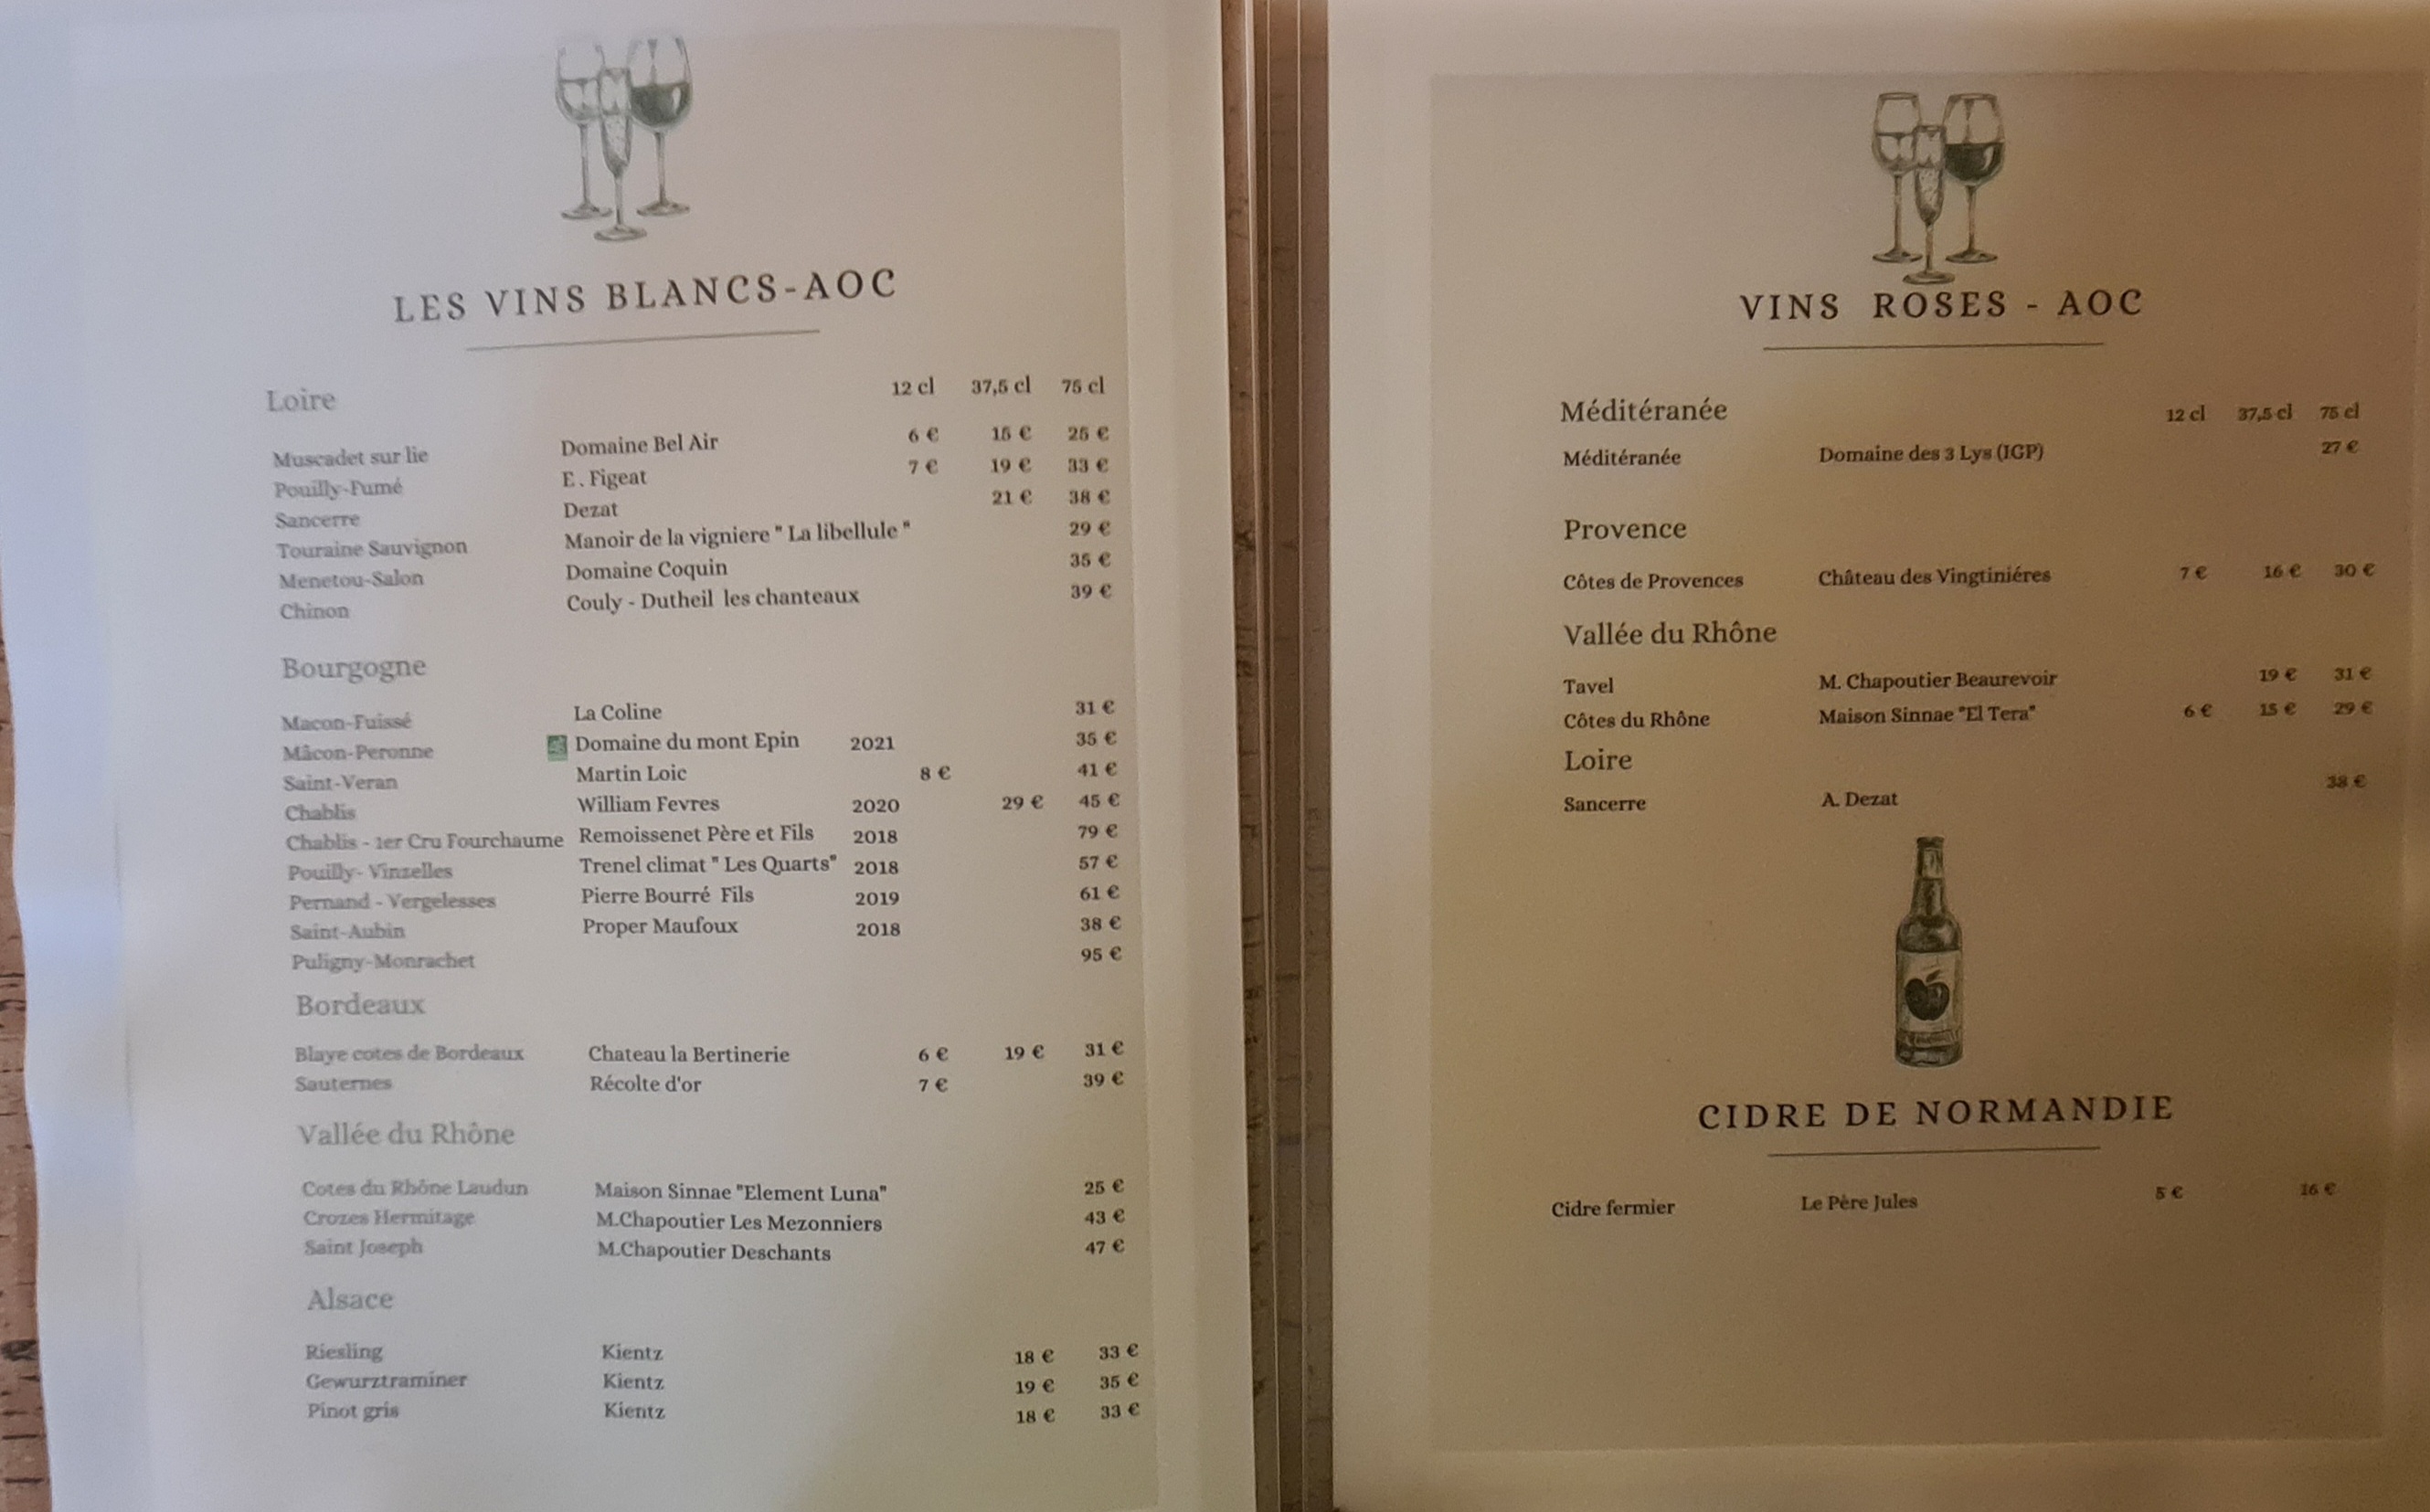 LES VINS BLANCS-AOC
Loire 12 cl 37,5 cl 75 cl
Muscadet sur lie Domaine Bel Air 6 € 15 € 25 €
Pouilly-Fumé E . Figeat 7 € 19 € 33 €
Sancerre Dezat 21 € 38 €
Touraine Sauvignon Manoir de la vigniere " La libellule " 29 €
Menetou-Salon Domaine Coquin 35 €
Chinon Couly - Dutheil les chanteaux 39 €
Bourgogne
Macon-Fuissé La Coline 31 €
Mâcon-Peronne Domaine du mont Epin 2021 35 €
Saint-Veran Martin Loic 8 € 41 €
Chablis William Fevres 2020 29 € 45 €
Chablis - 1er Cru Fourchaume Remoissenet Père et Fils 2018 79 €
Pouilly- Vinzelles Trenel climat " Les Quarts" 2018 57 €
Pernand - Vergelesses Pierre Bourré Fils 2019 61 €
Saint-Aubin Proper Maufoux 2018 38 €
Puligny-Monrachet 95 €
Bordeaux
Blaye cotes de Bordeaux Chateau la Bertinerie 6 € 19 € 31 €
Sauternes Récolte d'or 7 € 39 €
Vallée du Rhône
Cotes du Rhône Laudun Maison Sinnae "Element Luna" 25 €
Crozes Hermitage M.Chapoutier Les Mezonniers 43 €
Saint Joseph M.Chapoutier Deschants 47 €
Alsace
Riesling Kientz 18 € 33 €
Gewurztraminer Kientz 19 € 35 €
Pinot gris Kientz 18 € 33 €
VINS ROSES - AOC
Méditéranée 12 cl 37,5 cl 75 cl
Méditéranée Domaine des 3 Lys (IGP) 27 €
Provence
Côtes de Provences Château des Vingtiniéres 7 € 16 € 30 €
Vallée du Rhône
Tavel M. Chapoutier Beaurevoir 19 € 31 €
Côtes du Rhône Maison Sinnae "El Tera" 6 € 15 € 29 €
Loire
Sancerre A. Dezat 38 €
CIDRE DE NORMANDIE
Cidre fermier Le Père Jules 5 € 16 €